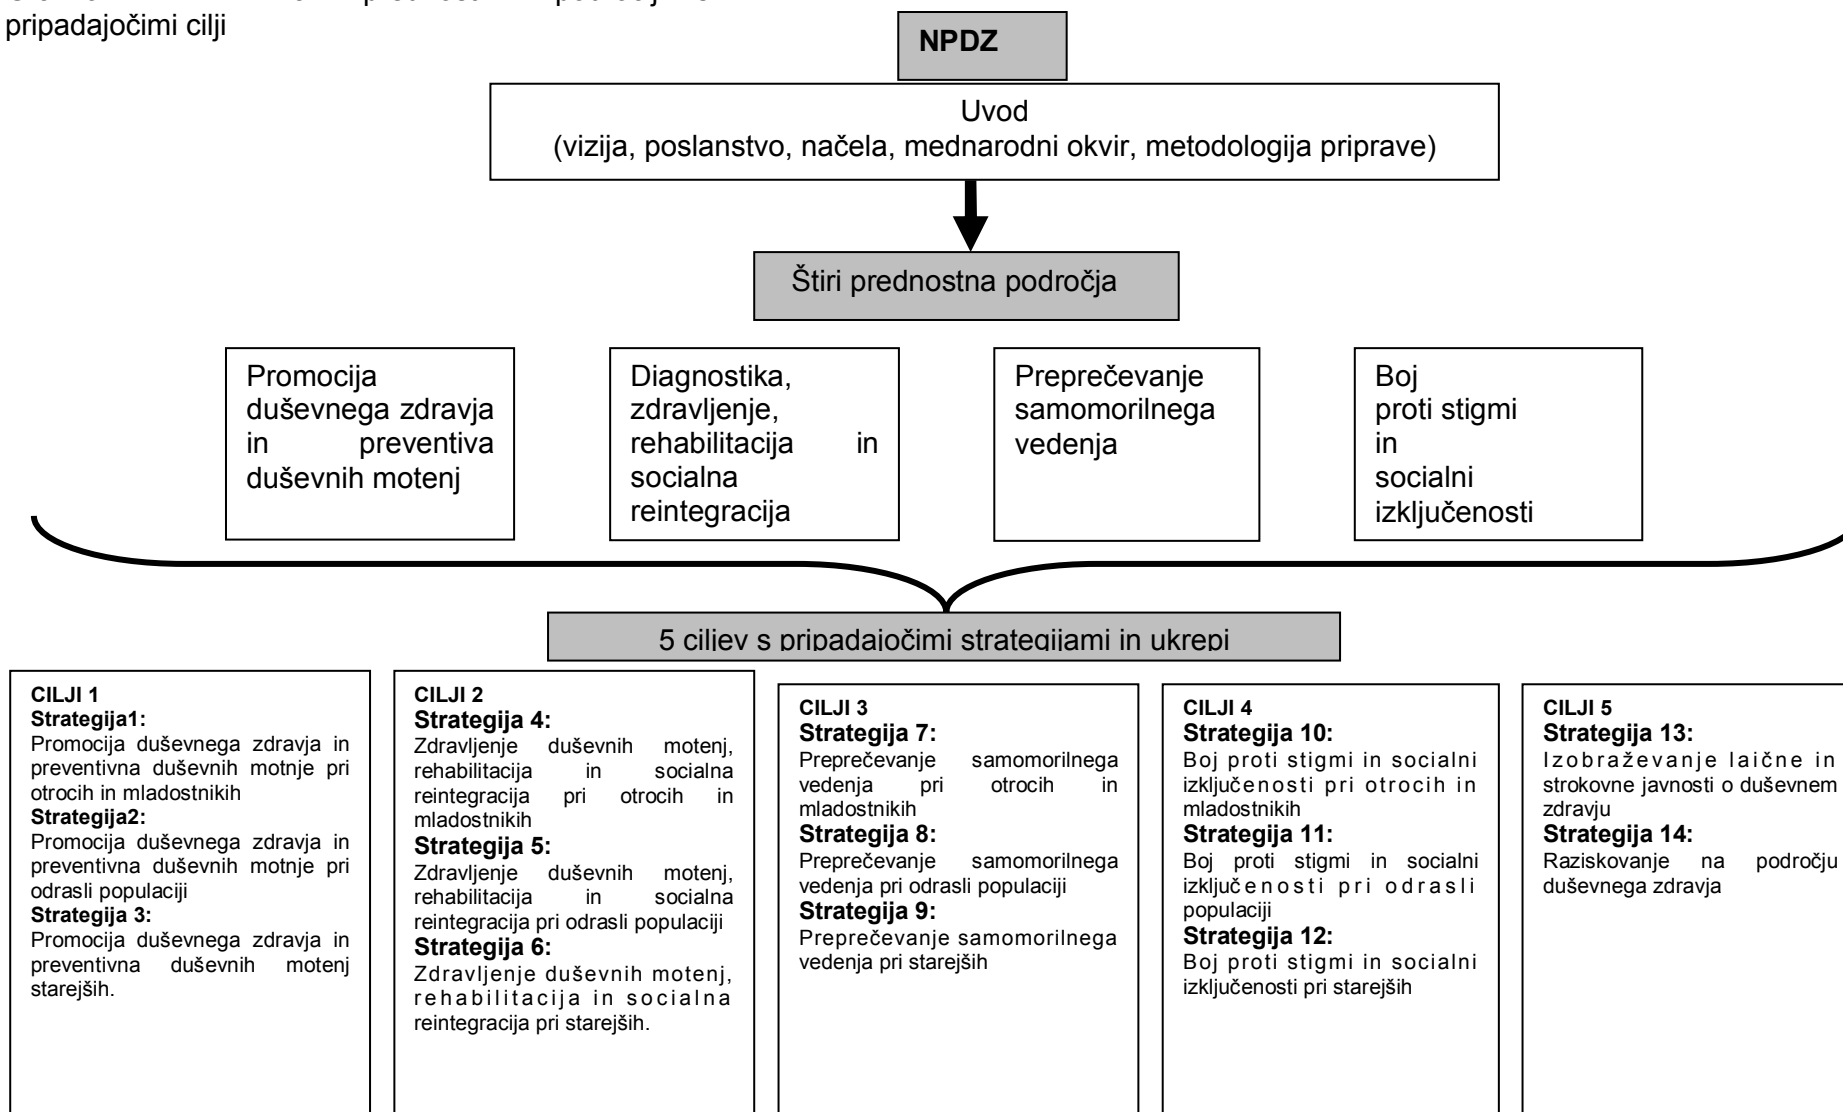 pripadajočimi cilji
NPDZ
Uvod
(vizija, poslanstvo, načela, mednarodni okvir, metodologija priprave)
Štiri prednostna področja
Promocija
duševnega zdravja
in preventiva
duševnih motenj
Diagnostika,
zdravljenje,
rehabilitacija in
socialna
reintegracija
Preprečevanje
samomorilnega
vedenja
Boj
proti stigmi
in
socialni
izključenosti
5 ciljev s pripadajočimi strategijami in ukrepi
CILJI 1
Strategija1:
Promocija duševnega zdravja in
preventivna duševnih motnje pri
otrocih in mladostnikih
Strategija2:
Promocija duševnega zdravja in
preventivna duševnih motnje pri
odrasli populaciji
Strategija 3:
Promocija duševnega zdravja in
preventivna duševnih motenj
starejših.
CILJI 2
Strategija 4:
Zdravljenje duševnih motenj,
rehabilitacija in socialna
reintegracija pri otrocih in
mladostnikih
Strategija 5:
Zdravljenje duševnih motenj,
rehabilitacija in socialna
reintegracija pri odrasli populaciji
Strategija 6:
Zdravljenje duševnih motenj,
rehabilitacija in socialna
reintegracija pri starejših.
CILJI 3
Strategija 7:
Preprečevanje samomorilnega
vedenja pri otrocih in
mladostnikih
Strategija 8:
Preprečevanje samomorilnega
vedenja pri odrasli populaciji
Strategija 9:
Preprečevanje samomorilnega
vedenja pri starejših
CILJI 4
Strategija 10:
Boj proti stigmi in socialni
izključenosti pri otrocih in
mladostnikih
Strategija 11:
Boj proti stigmi in socialni
izključenosti pri odrasli
populaciji
Strategija 12:
Boj proti stigmi in socialni
izključenosti pri starejših
CILJI 5
Strategija 13:
Izobraževanje laične in
strokovne javnosti o duševnem
zdravju
Strategija 14:
Raziskovanje na področju
duševnega zdravja